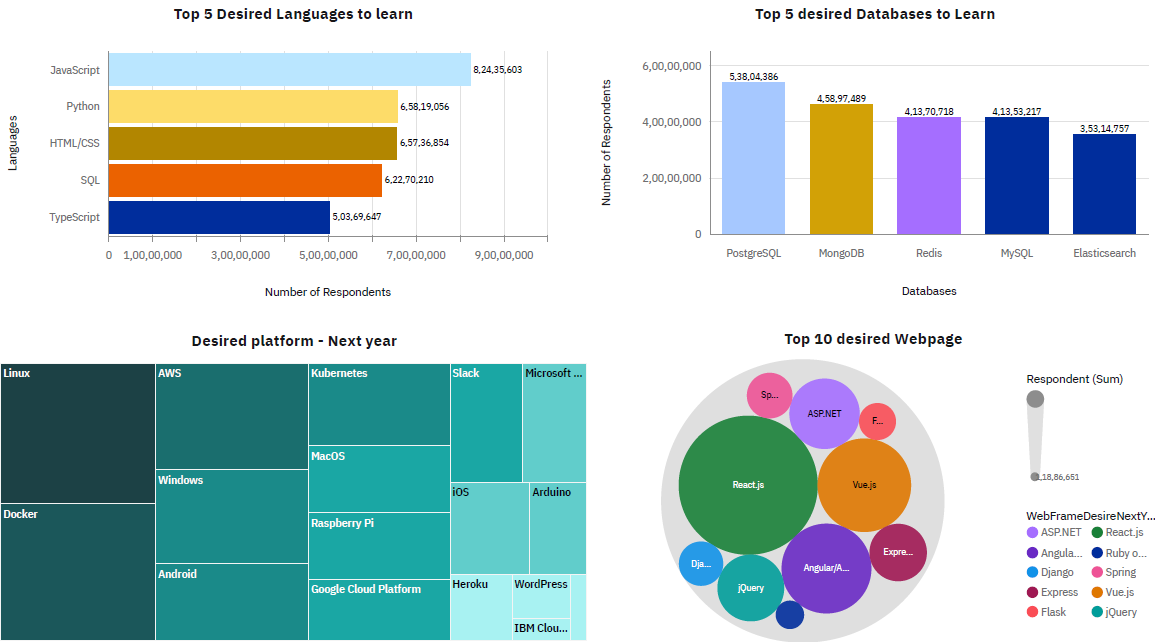 Top 5 Desired Languages to learn
Languages
JavaScript
8,24,35,603
Python
6,58,19,056
HTML/CSS
6,57,36,854
SQL
6,22,70,210
TypeScript
5,03,69,647
0 1,00,00,000 3,00,00,000 5,00,00,000 7,00,00,000 9,00,00,000
Number of Respondents
Top 5 desired Databases to Learn
Number of Respondents
6,00,00,000
4,00,00,000
2,00,00,000
0
5,38,04,386
4,58,97,489
4,13,70,718
4,13,53,217
3,53,14,757
PostgreSQL MongoDB Redis MySQL Elasticsearch
Databases
Desired platform - Next year
Linux
Docker
AWS
Windows
Android
Kubernetes
MacOS
Raspberry Pi
Google Cloud Platform
Slack
Microsoft ...
iOS
Arduino
Heroku
WordPress
IBM Clou...
Top 10 desired Webpage
Sp...
ASP.NET
F...
React.js
Vue.js
Expre...
Dja...
jQuery
Angular/A...
Respondent (Sum)
1,18,86,651
WebFrameDesireNextY...
ASP.NET React.js
Angula... Ruby o...
Django Spring
Express Vue.js
Flask jQuery